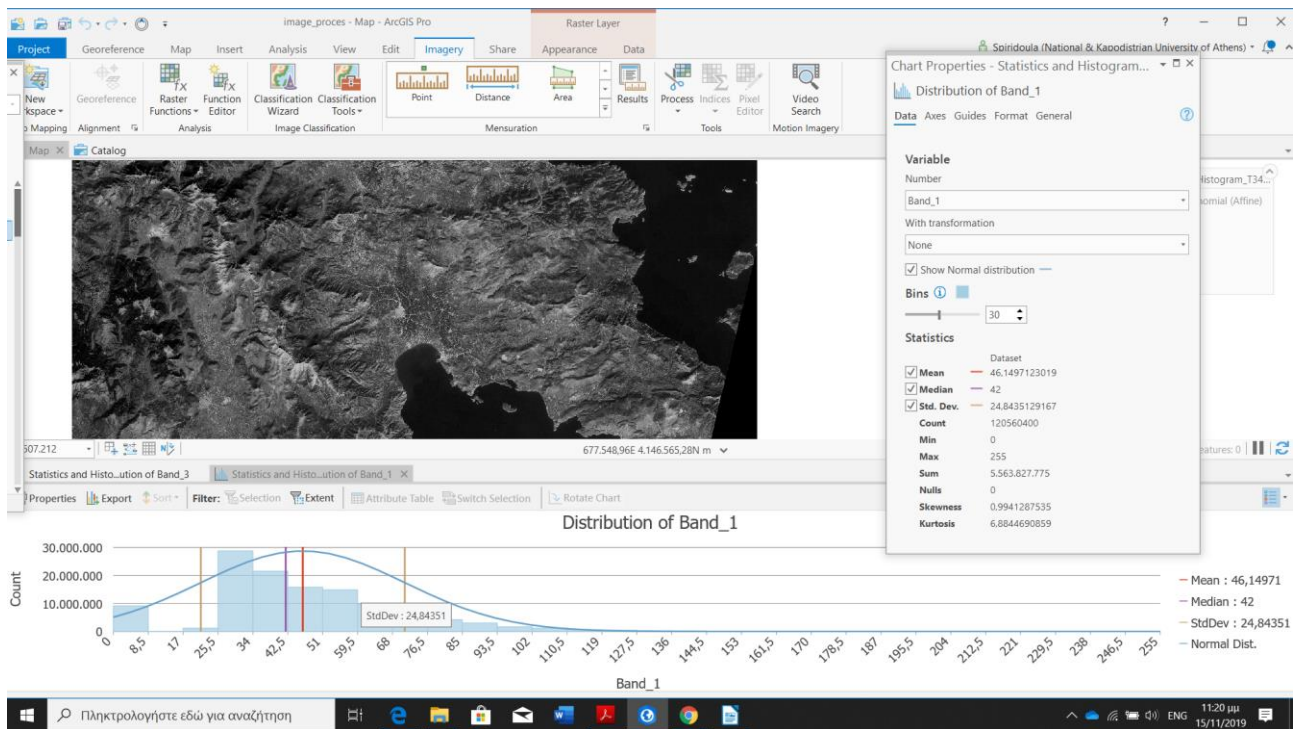 image_proces - Map - ArcGIS Pro
Raster Layer
? — □ ×
Project Georeference Map Insert Analysis View Edit Imagery Share Appearance Data
Spiridoula (National & Kapodistrian University of Athens)
New
kspace
Georeference
Raster
Functions
Function
Editor
Classification
Wizard
Classification
Tools
Point
Distance
Area
Results
Process
Indices
Pixel
Editor
Video
Search
Mapping
Alignment
Analysis
Image Classification
Mensuration
Tools
Motion Imagery
Map
Catalog
Chart Properties - Statistics and Histogram...
Distribution of Band_1
Data Axes Guides Format General
Variable
Number
Band_1
With transformation
None
Show Normal distribution
Bins
30
Statistics
Dataset
Mean 46,1497123019
Median 42
Std. Dev. 24,8435129167
Count 120560400
Min 0
Max 255
Sum 5.563.827.775
Nulls 0
Skewness 0,9941287535
Kurtosis 6,8844690859
istogram_T34...
nomial (Affine)
507.212
677.548,96E 4.146.565,28N m
eatures: 0
Statistics and Histo...ution of Band_3
Statistics and Histo...ution of Band_1
Properties Export Sort Filter: Selection Extent Attribute Table Switch Selection Rotate Chart
Distribution of Band_1
Count
30.000.000
20.000.000
10.000.000
0
StdDev : 24,84351
0 8,5 17 25,5 34 42,5 51 59,5 68 76,5 85 93,5 102 110,5 119 127,5 136 144,5 153 161,5 170 178,5 187 195,5 204 212,5 221 229,5 238 246,5 255
Band_1
Mean : 46,14971
Median : 42
StdDev : 24,84351
Normal Dist.
Πληκτρολογήστε εδώ για αναζήτηση
ENG
11:20 μμ
15/11/2019